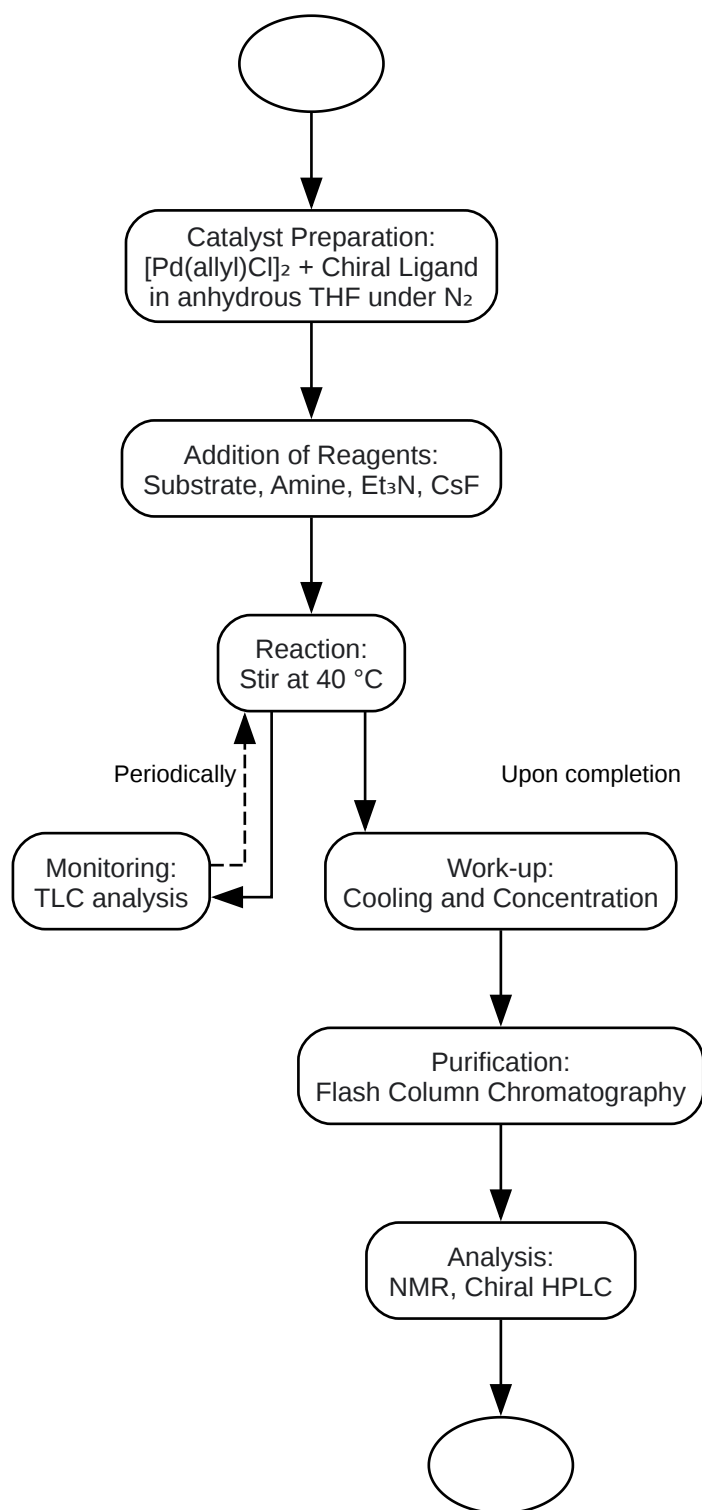 Catalyst Preparation:
[Pd(allyl)Cl]₂ + Chiral Ligand
in anhydrous THF under N₂
Addition of Reagents:
Substrate, Amine, Et₃N, CsF
Reaction:
Stir at 40 °C
Periodically
Upon completion
Monitoring:
TLC analysis
Work-up:
Cooling and Concentration
Purification:
Flash Column Chromatography
Analysis:
NMR, Chiral HPLC